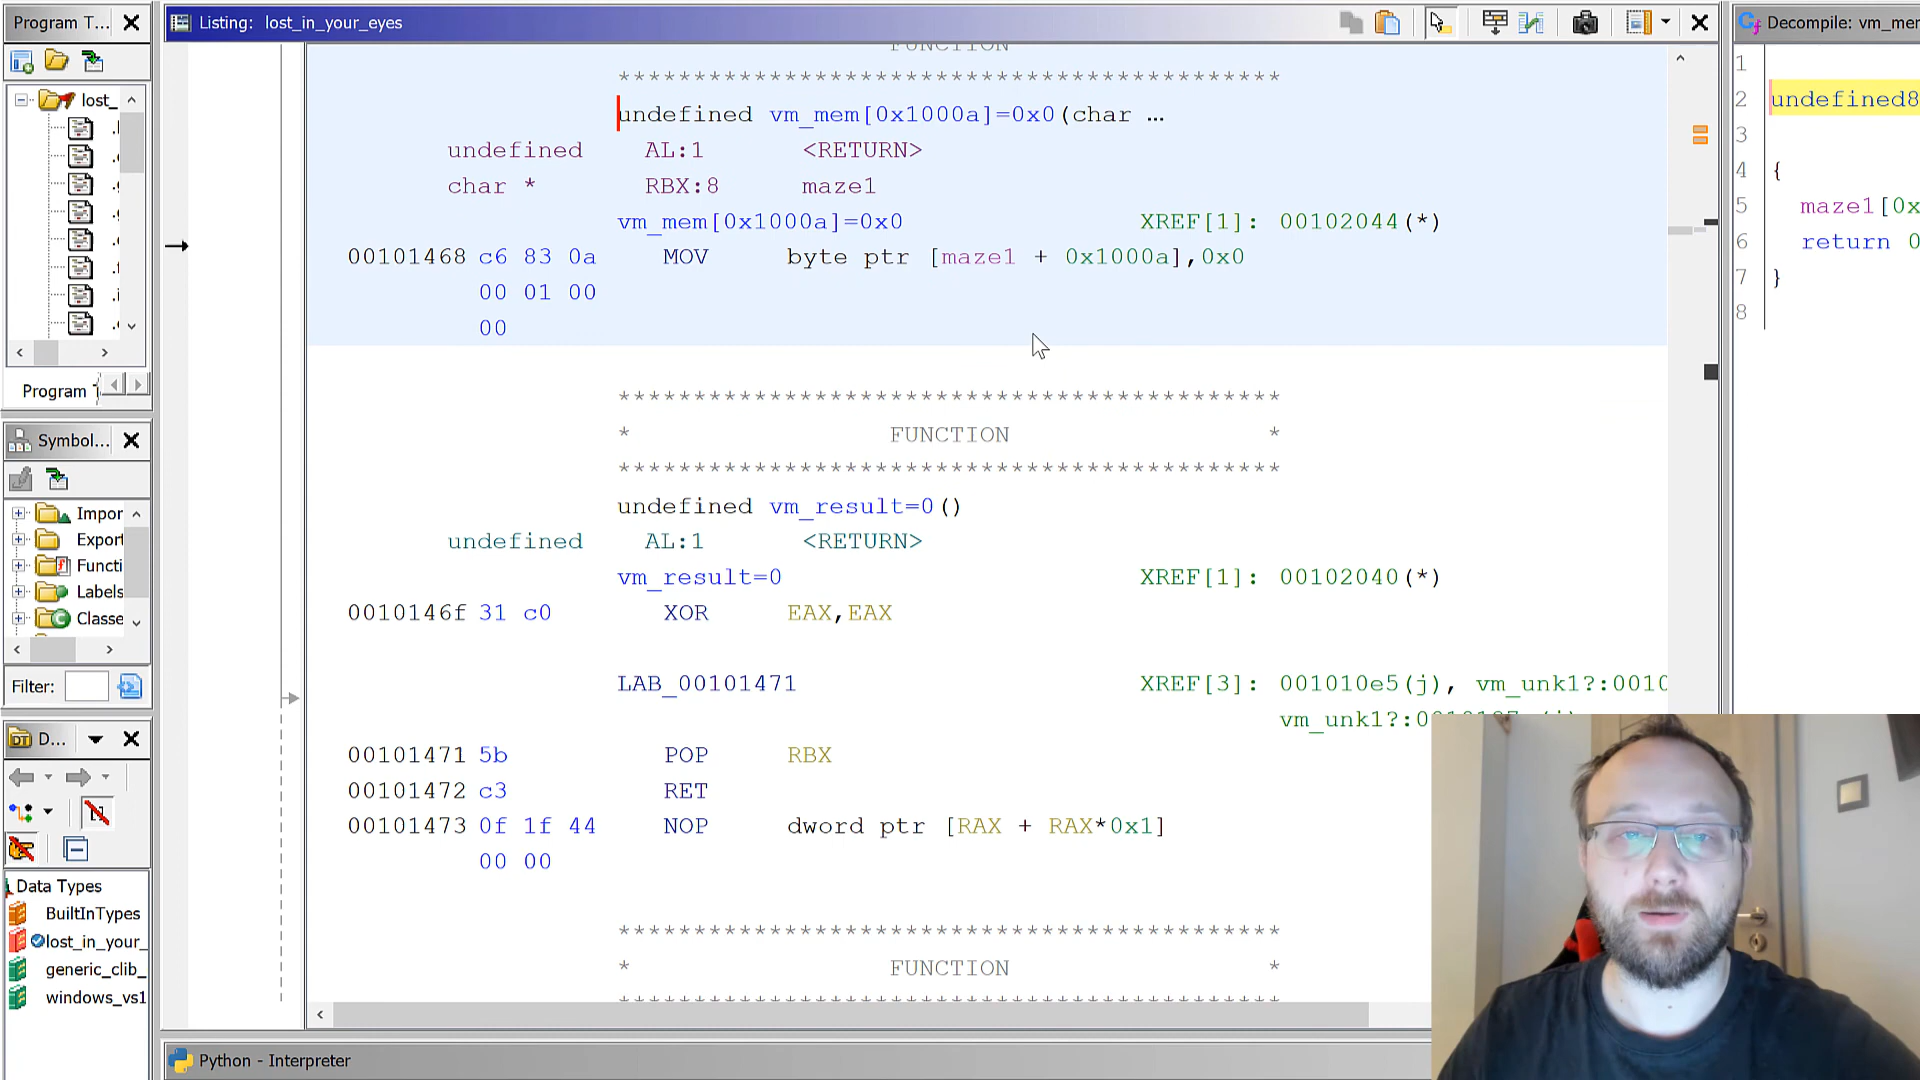 Program T...
Listing: lost_in_your_eyes
Decompile: vm_mem
lost_
Program
Symbol...
Impor
Export
Functi
Labels
Classe
Filter:
D...
Data Types
BuiltInTypes
lost_in_your_
generic_clib_
windows_vs1
FUNCTION
*******************************************
undefined vm_mem[0x1000a]=0x0(char ...
undefined AL:1 <RETURN>
char * RBX:8 maze1
vm_mem[0x1000a]=0x0 XREF[1]: 00102044(*)
00101468 c6 83 0a MOV byte ptr [maze1 + 0x1000a],0x0
00 01 00
00
*******************************************
* FUNCTION *
*******************************************
undefined vm_result=0()
undefined AL:1 <RETURN>
vm_result=0 XREF[1]: 00102040(*)
0010146f 31 c0 XOR EAX,EAX
LAB_00101471 XREF[3]: 001010e5(j), vm_unk1?:0010
00101471 5b POP RBX
00101472 c3 RET
00101473 0f 1f 44 NOP dword ptr [RAX + RAX*0x1]
00 00
*******************************************
* FUNCTION *
*******************************************
Python - Interpreter
1
2 undefined8
3
4 {
5 maze1[0x
6 return 0
7 }
8